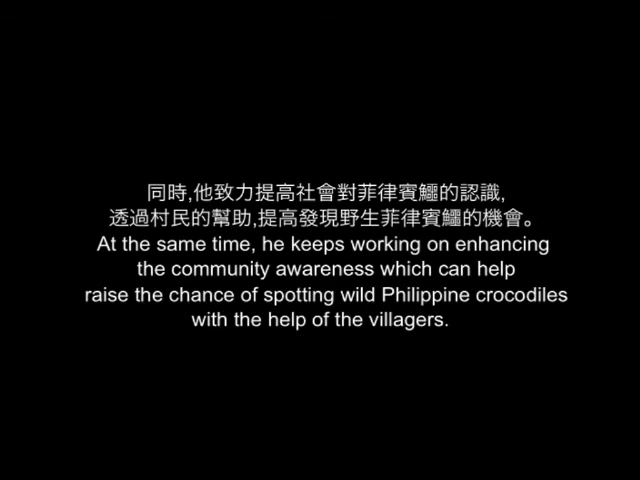 同時,他致力提高社會對菲律賓鱷的認識,
透過村民的幫助,提高發現野生菲律賓鱷的機會。
At the same time, he keeps working on enhancing
the community awareness which can help
raise the chance of spotting wild Philippine crocodiles
with the help of the villagers.